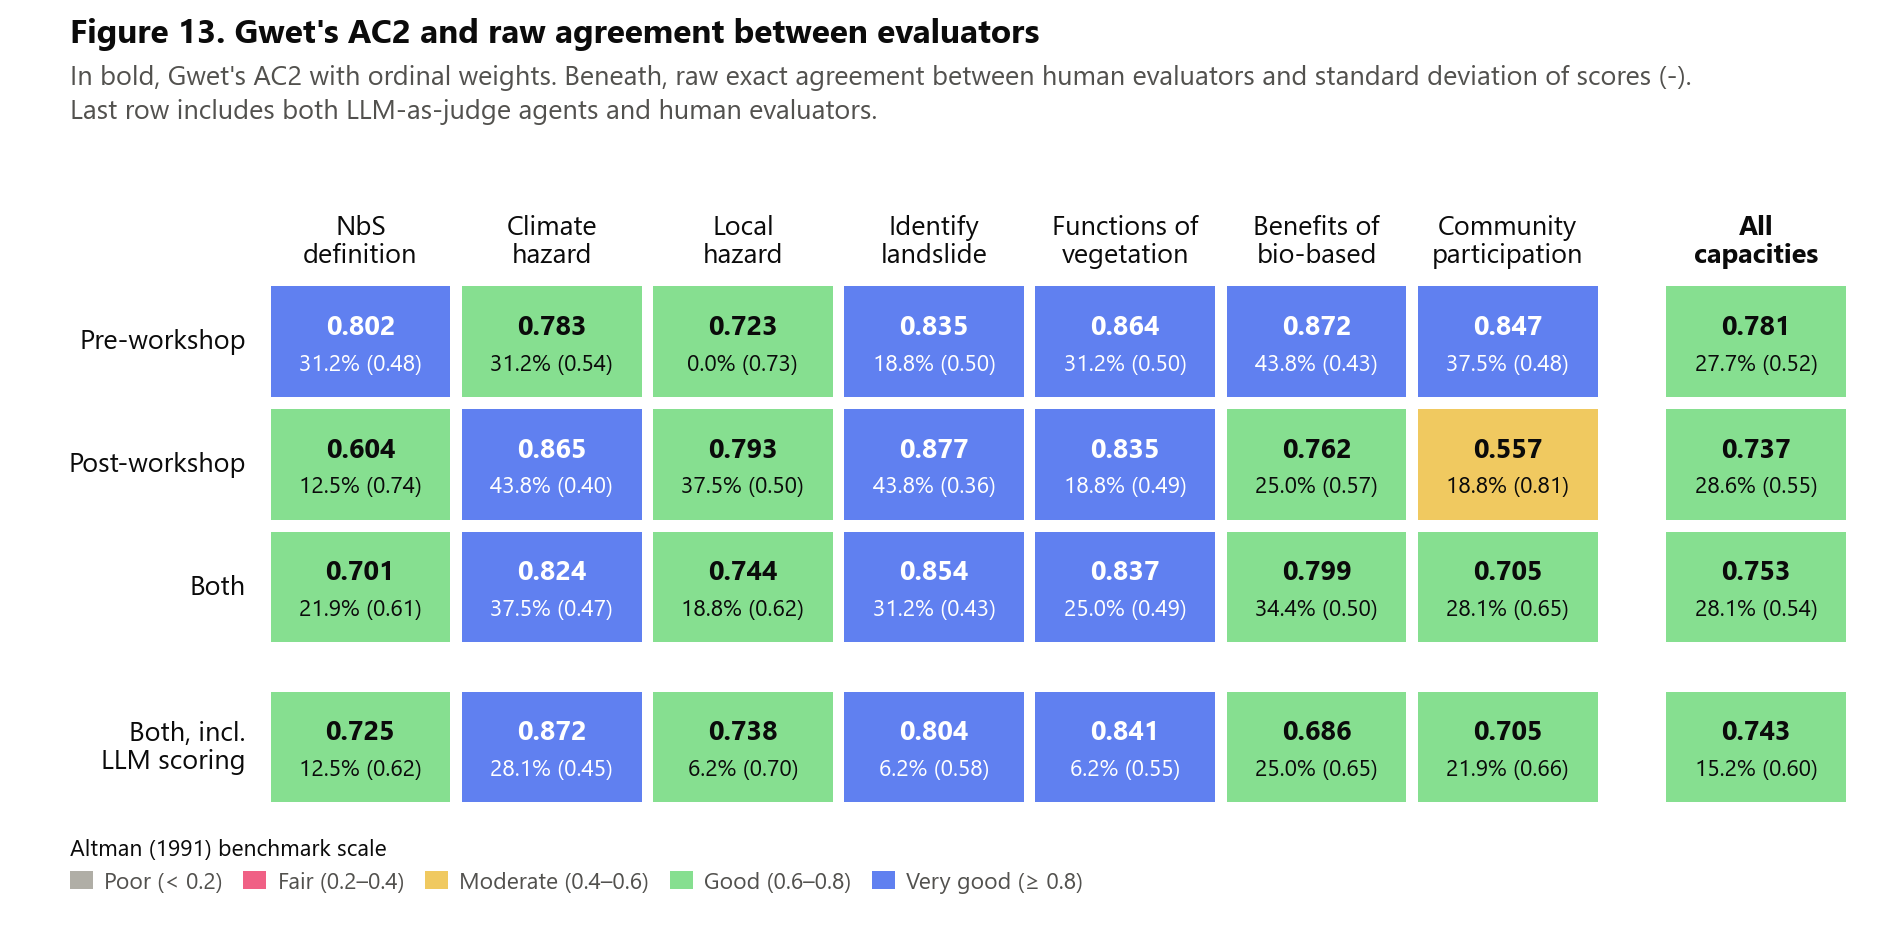 Figure 13. Gwet's AC2 and raw agreement between evaluators
In bold, Gwet's AC2 with ordinal weights. Beneath, raw exact agreement between human evaluators and standard deviation of scores (-).
Last row includes both LLM-as-judge agents and human evaluators.
NbS definition
Climate hazard
Local hazard
Identify landslide
Functions of vegetation
Benefits of bio-based
Community participation
All capacities
Pre-workshop
0.802 0.783 0.723 0.835 0.864 0.872 0.847 0.781
31.2% (0.48) 31.2% (0.54) 0.0% (0.73) 18.8% (0.50) 31.2% (0.50) 43.8% (0.43) 37.5% (0.48) 27.7% (0.52)
Post-workshop
0.604 0.865 0.793 0.877 0.835 0.762 0.557 0.737
12.5% (0.74) 43.8% (0.40) 37.5% (0.50) 43.8% (0.36) 18.8% (0.49) 25.0% (0.57) 18.8% (0.81) 28.6% (0.55)
Both
0.701 0.824 0.744 0.854 0.837 0.799 0.705 0.753
21.9% (0.61) 37.5% (0.47) 18.8% (0.62) 31.2% (0.43) 25.0% (0.49) 34.4% (0.50) 28.1% (0.65) 28.1% (0.54)
Both, incl.
LLM scoring
0.725 0.872 0.738 0.804 0.841 0.686 0.705 0.743
12.5% (0.62) 28.1% (0.45) 6.2% (0.70) 6.2% (0.58) 6.2% (0.55) 25.0% (0.65) 21.9% (0.66) 15.2% (0.60)
Altman (1991) benchmark scale
Poor (< 0.2) Fair (0.2–0.4) Moderate (0.4–0.6) Good (0.6–0.8) Very good (≥ 0.8)